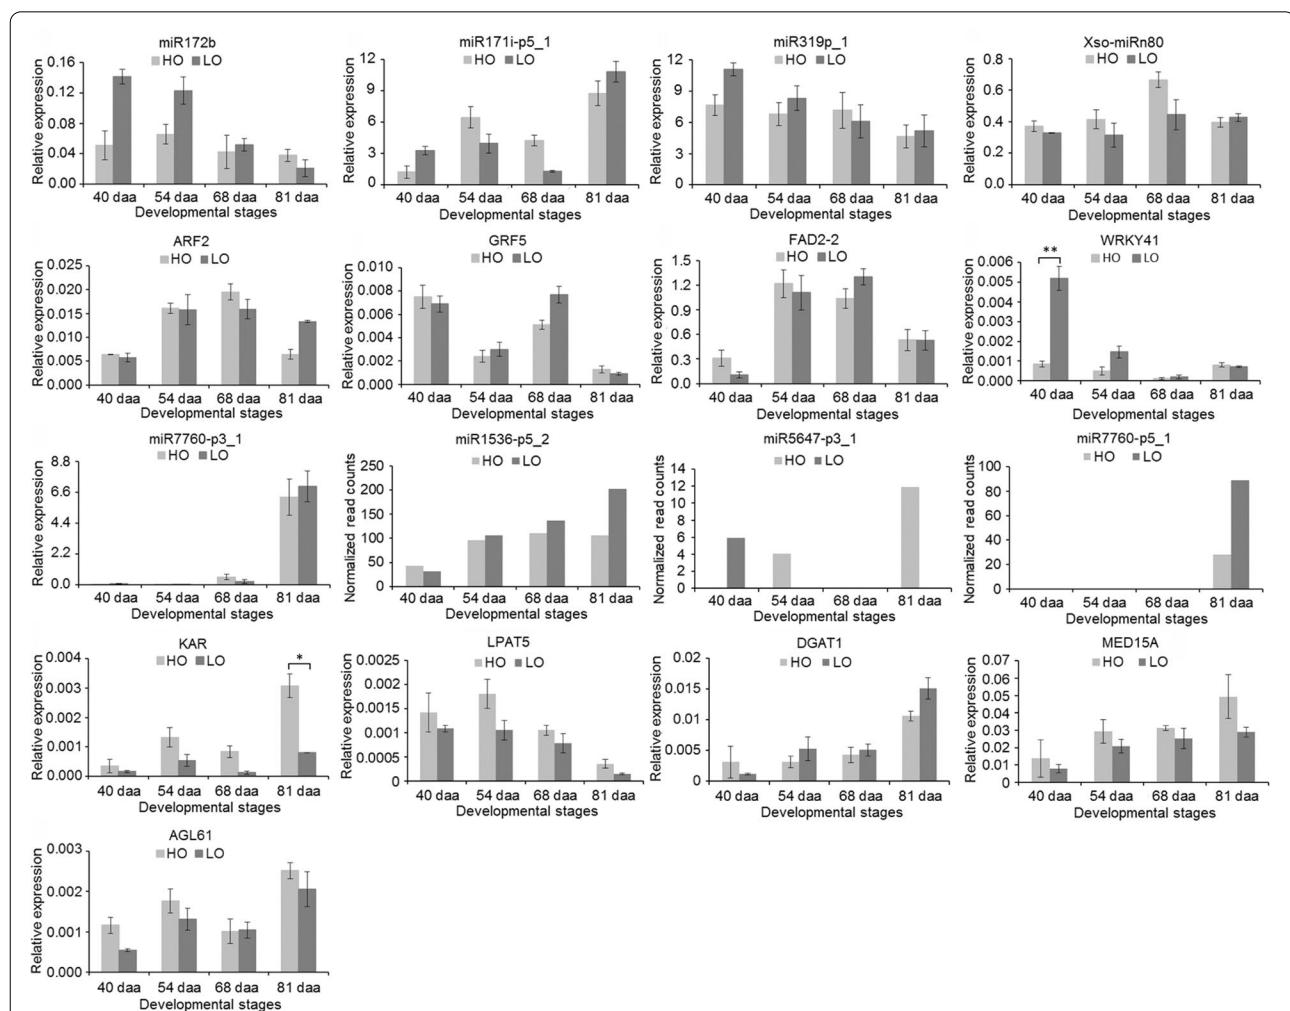 miR172b
HO LO
Relative expression
0.16
0.12
0.08
0.04
0.00
40 daa 54 daa 68 daa 81 daa
Developmental stages
miR171i-p5_1
HO LO
Relative expression
12
9
6
3
0
40 daa 54 daa 68 daa 81 daa
Developmental stages
miR319p_1
HO LO
Relative expression
12
9
6
3
0
40 daa 54 daa 68 daa 81 daa
Developmental stages
Xso-miRn80
HO LO
Relative expression
0.8
0.6
0.4
0.2
0.0
40 daa 54 daa 68 daa 81 daa
Developmental stages
ARF2
HO LO
Relative expression
0.025
0.020
0.015
0.010
0.005
0.000
40 daa 54 daa 68 daa 81 daa
Developmental stages
GRF5
HO LO
Relative expression
0.010
0.008
0.006
0.004
0.002
0.000
40 daa 54 daa 68 daa 81 daa
Developmental stages
FAD2-2
HO LO
Relative expression
1.5
1.2
0.9
0.6
0.3
0.0
40 daa 54 daa 68 daa 81 daa
Developmental stages
WRKY41
HO LO
**
Relative expression
0.006
0.005
0.004
0.003
0.002
0.001
0.000
40 daa 54 daa 68 daa 81 daa
Developmental stages
miR7760-p3_1
HO LO
Relative expression
8.8
6.6
4.4
2.2
0.0
40 daa 54 daa 68 daa 81 daa
Developmental stages
miR1536-p5_2
HO LO
Normalized read counts
250
200
150
100
50
0
40 daa 54 daa 68 daa 81 daa
Developmental stages
miR5647-p3_1
HO LO
Normalized read counts
14
12
10
8
6
4
2
0
40 daa 54 daa 68 daa 81 daa
Developmental stages
miR7760-p5_1
HO LO
Normalized read counts
100
80
60
40
20
0
40 daa 54 daa 68 daa 81 daa
Developmental stages
KAR
HO LO
*
Relative expression
0.004
0.003
0.002
0.001
0.000
40 daa 54 daa 68 daa 81 daa
Developmental stages
LPAT5
HO LO
Relative expression
0.0025
0.002
0.0015
0.001
0.0005
0
40 daa 54 daa 68 daa 81 daa
Developmental stages
DGAT1
HO LO
Relative expression
0.02
0.015
0.01
0.005
0
40 daa 54 daa 68 daa 81 daa
Developmental stages
MED15A
HO LO
Relative expression
0.07
0.06
0.05
0.04
0.03
0.02
0.01
0.00
40 daa 54 daa 68 daa 81 daa
Developmental stages
AGL61
HO LO
Relative expression
0.003
0.002
0.001
0.000
40 daa 54 daa 68 daa 81 daa
Developmental stages